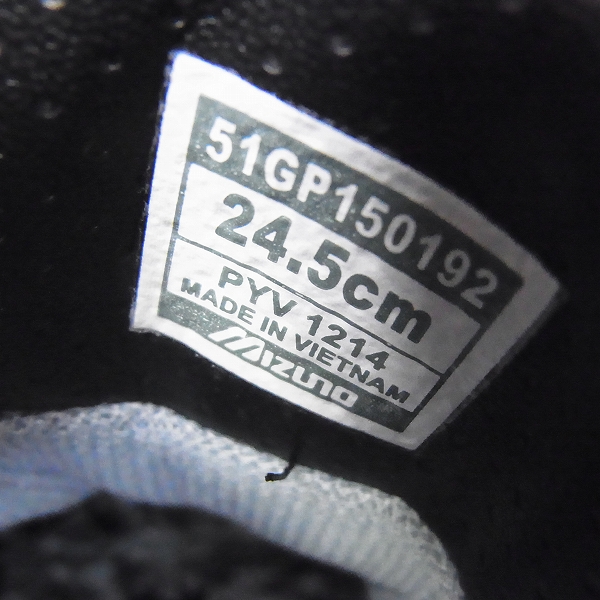 51GP150192
24.5cm
PYV 1214
MADE IN VIETNAM
MIZUNO